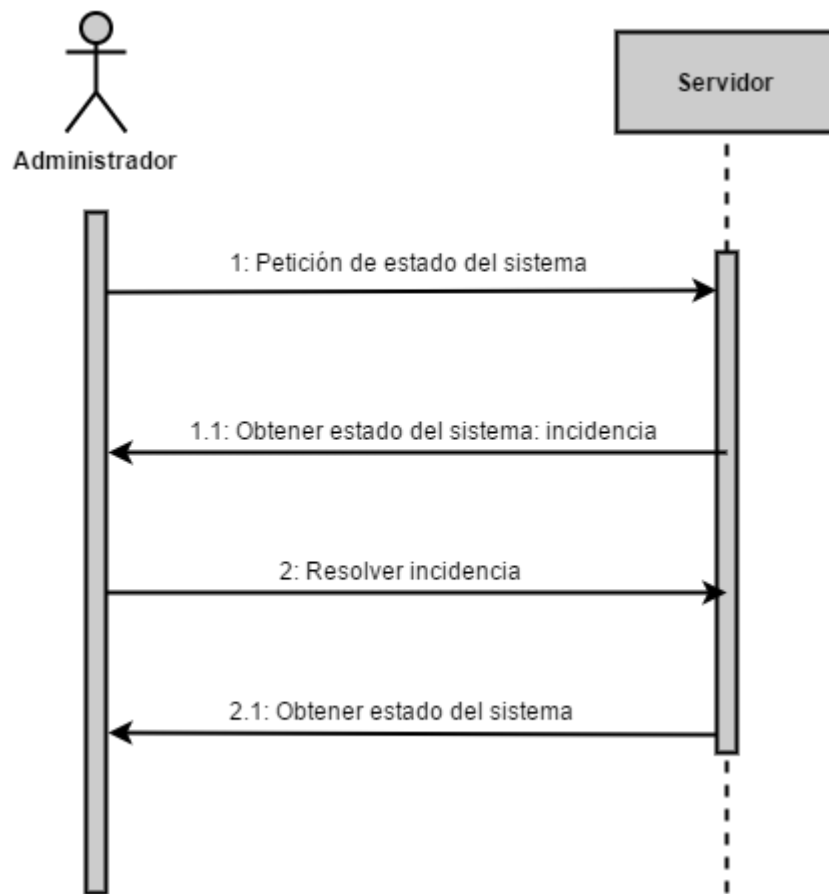 Servidor
Administrador
1: Petición de estado del sistema
1.1: Obtener estado del sistema: incidencia
2: Resolver incidencia
2.1: Obtener estado del sistema